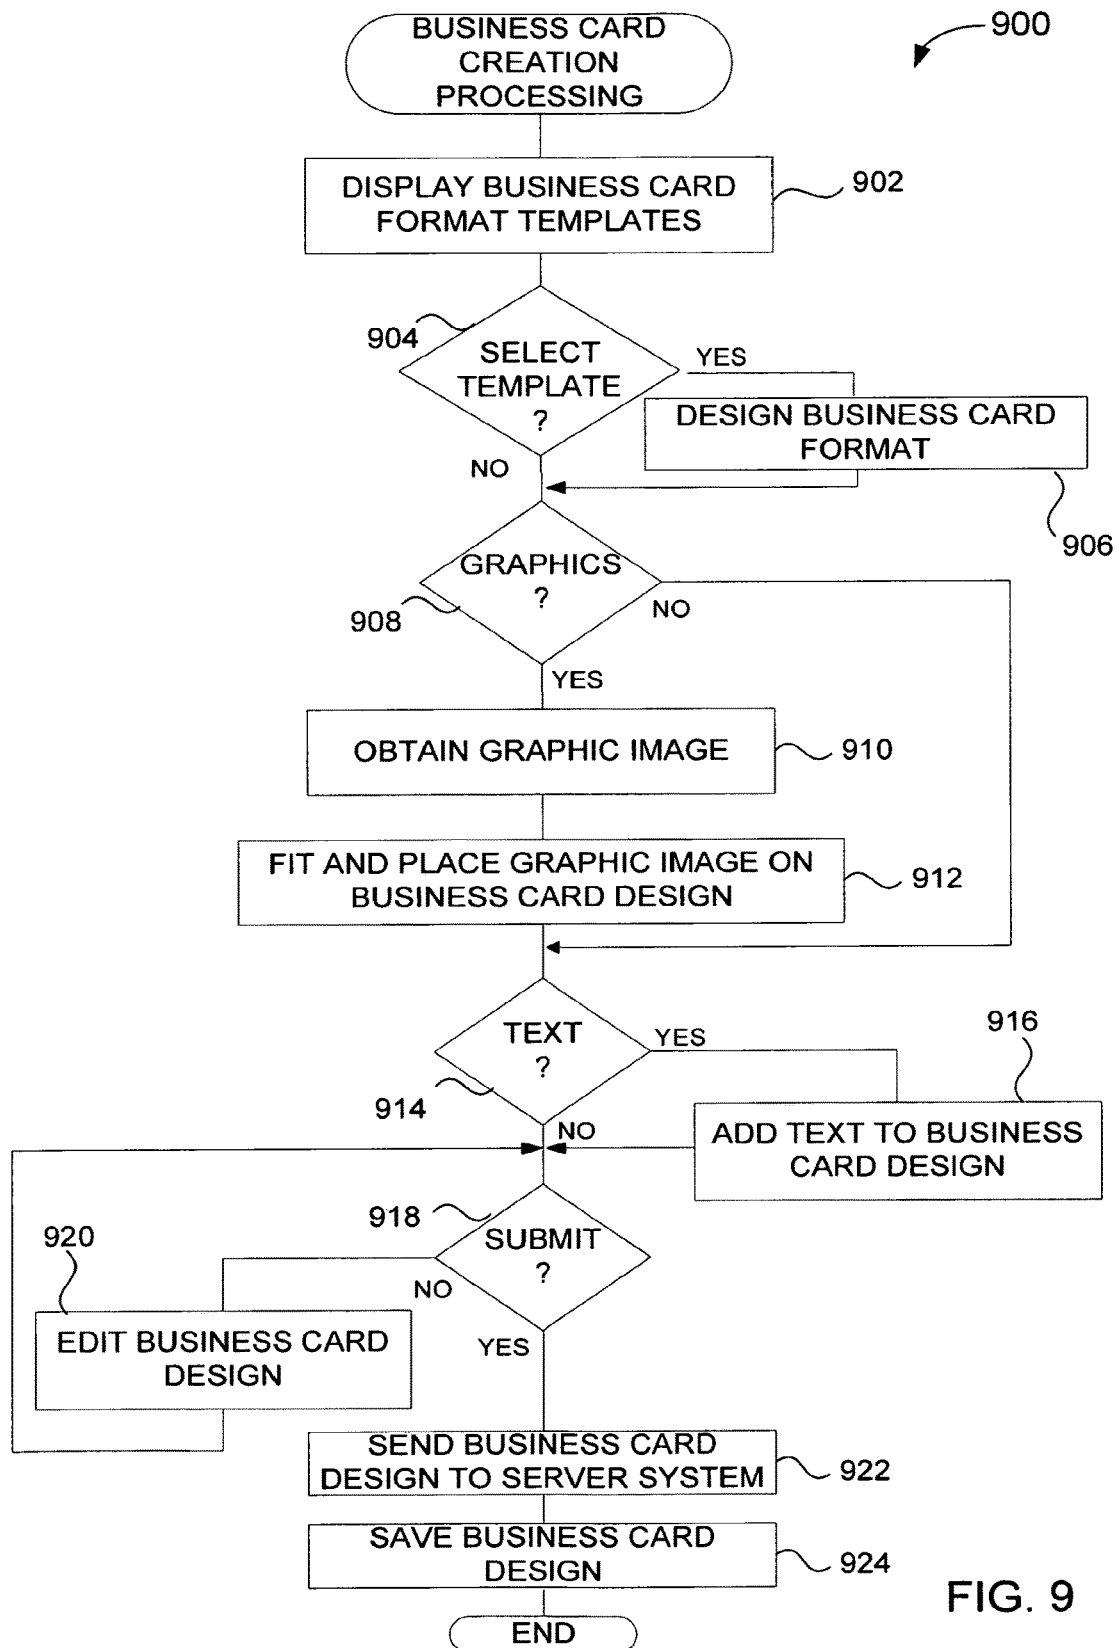 BUSINESS CARD
CREATION
PROCESSING
900
DISPLAY BUSINESS CARD
FORMAT TEMPLATES
902
904
SELECT
TEMPLATE
?
YES
NO
DESIGN BUSINESS CARD
FORMAT
906
GRAPHICS
?
908
NO
YES
OBTAIN GRAPHIC IMAGE
910
FIT AND PLACE GRAPHIC IMAGE ON
BUSINESS CARD DESIGN
912
TEXT
?
YES
914
NO
916
ADD TEXT TO BUSINESS
CARD DESIGN
918
SUBMIT
?
NO
YES
920
EDIT BUSINESS CARD
DESIGN
SEND BUSINESS CARD
DESIGN TO SERVER SYSTEM
922
SAVE BUSINESS CARD
DESIGN
924
END
FIG. 9